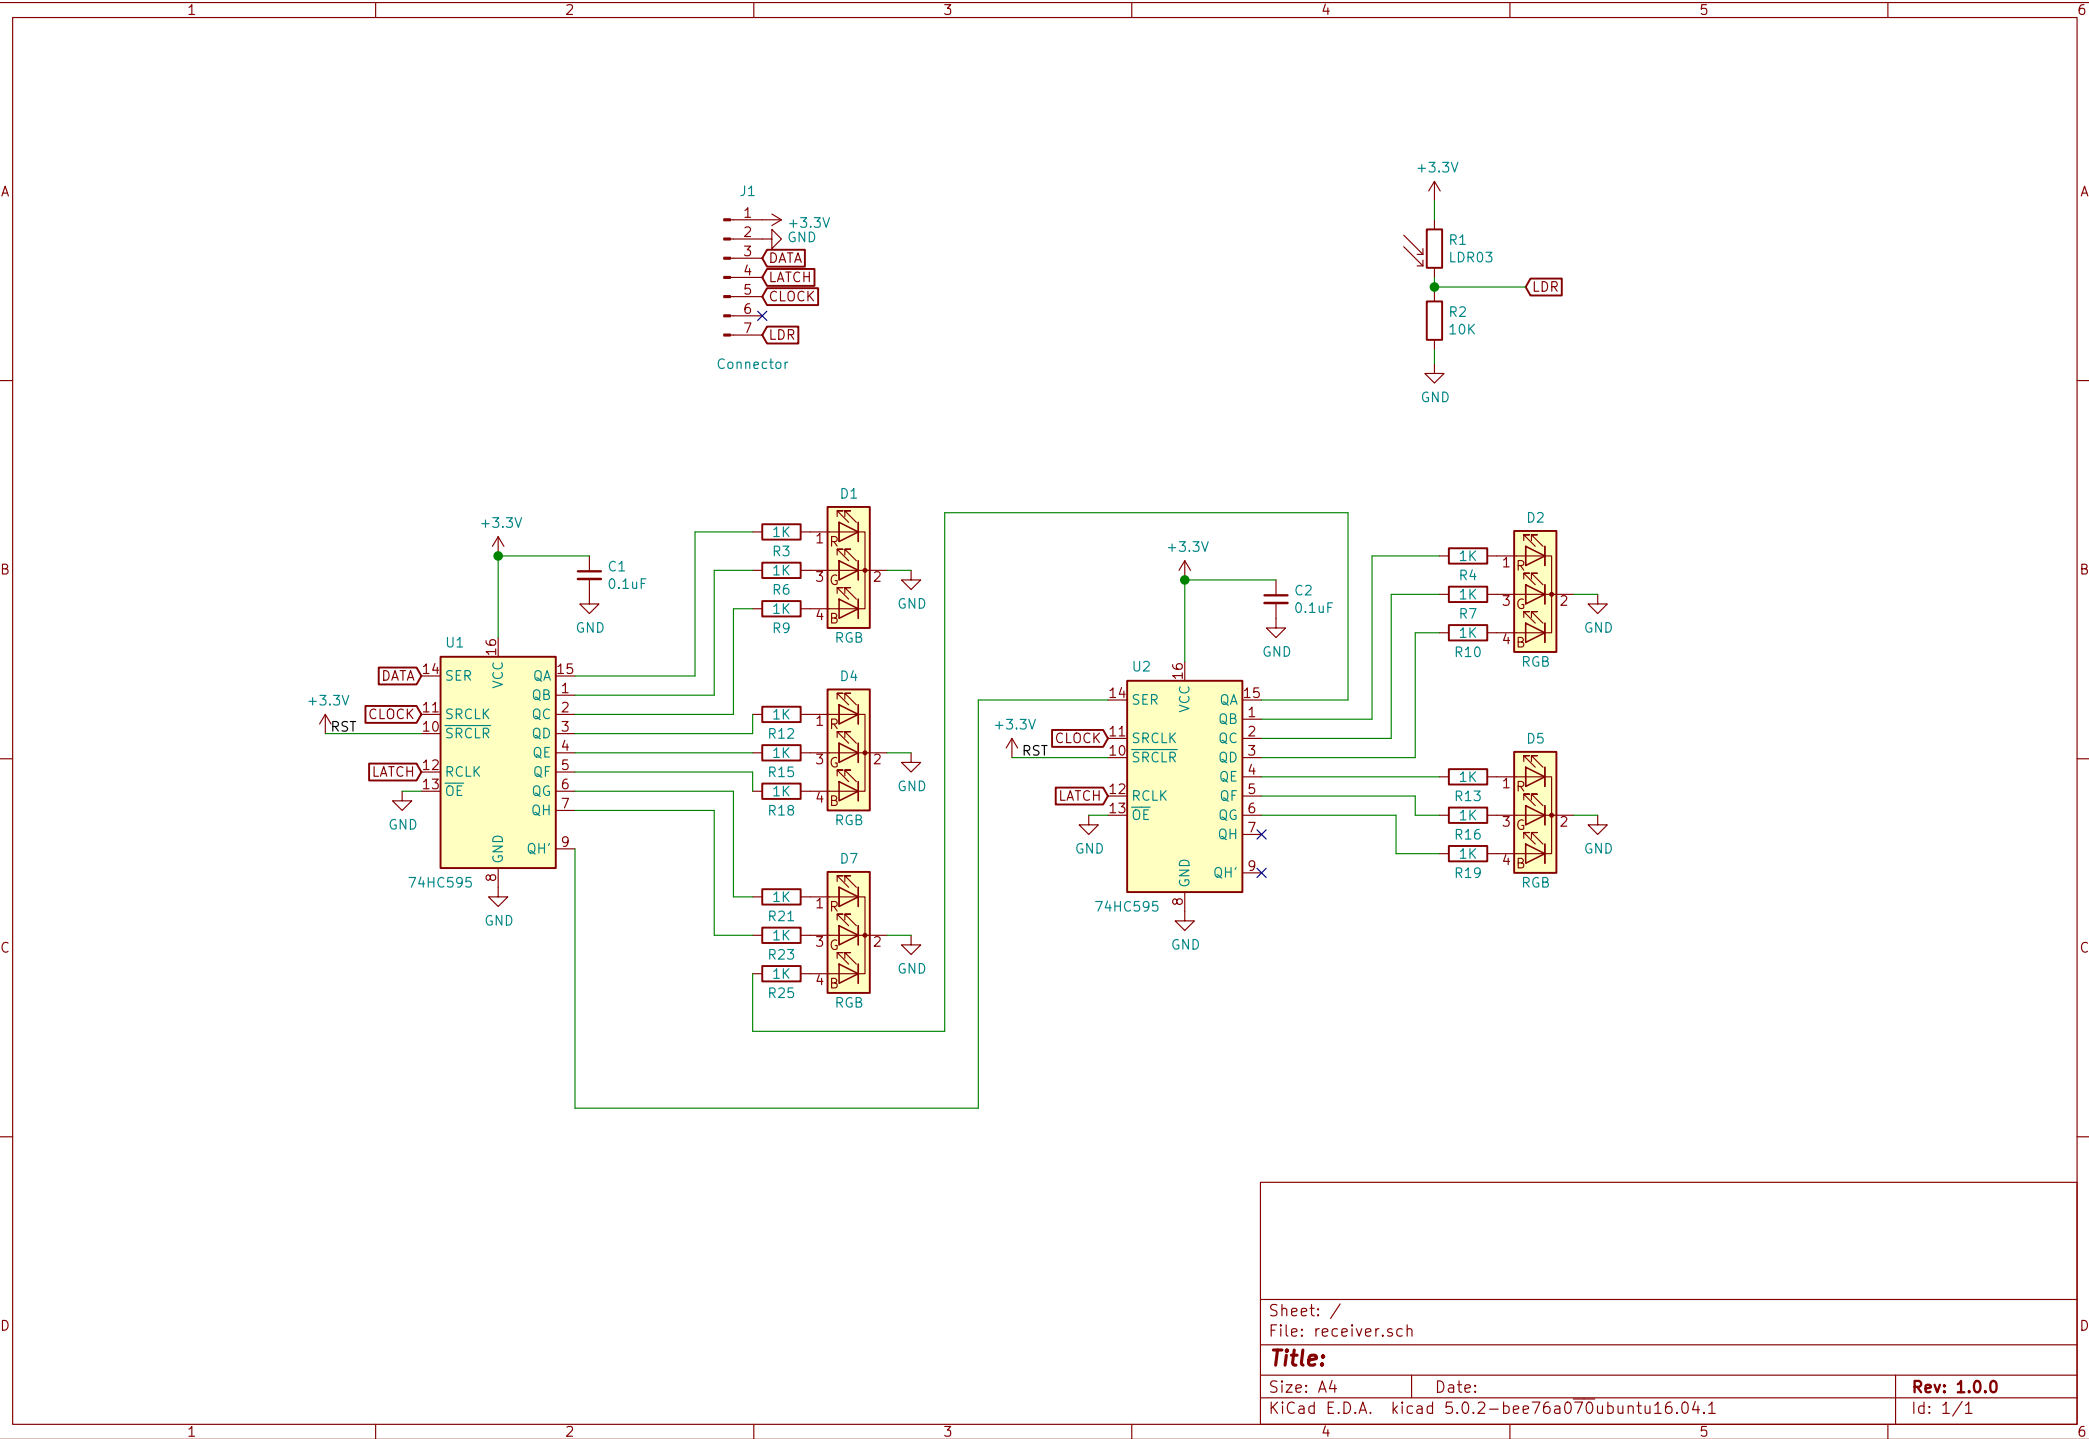 1 2 3 4 5 6
A
B
C
D
A
B
C
D
J1
1 +3.3V
2 GND
3 DATA
4 LATCH
5 CLOCK
6
7 LDR
Connector
+3.3V
R1
LDR03
LDR
R2
10K
GND
+3.3V
C1
0.1uF
GND
U1
16
VCC
DATA 14 SER QA 15
QB 1
+3.3V
CLOCK 11 SRCLK QC 2
RST 10 SRCLR QD 3
QE 4
LATCH 12 RCLK QF 5
13 OE QG 6
GND
QH 7
GND
QH' 9
74HC595
8
GND
D1
1K 1 R
R3
1K 3 G 2
R6
GND
1K 4 B
R9
RGB
D4
1K 1 R
R12
1K 3 G 2
R15
GND
1K 4 B
R18
RGB
D7
1K 1 R
R21
1K 3 G 2
R23
GND
1K 4 B
R25
RGB
+3.3V
C2
0.1uF
GND
U2
16
VCC
14 SER QA 15
QB 1
+3.3V
CLOCK 11 SRCLK QC 2
RST 10 SRCLR QD 3
QE 4
LATCH 12 RCLK QF 5
13 OE QG 6
GND
QH 7
GND
QH' 9
74HC595
8
GND
D2
1K 1 R
R4
1K 3 G 2
R7
GND
1K 4 B
R10
RGB
D5
1K 1 R
R13
1K 3 G 2
R16
GND
1K 4 B
R19
RGB
Sheet: /
File: receiver.sch
Title:
Size: A4 Date: Rev: 1.0.0
KiCad E.D.A. kicad 5.0.2-bee76a070ubuntu16.04.1 Id: 1/1
1 2 3 4 5 6